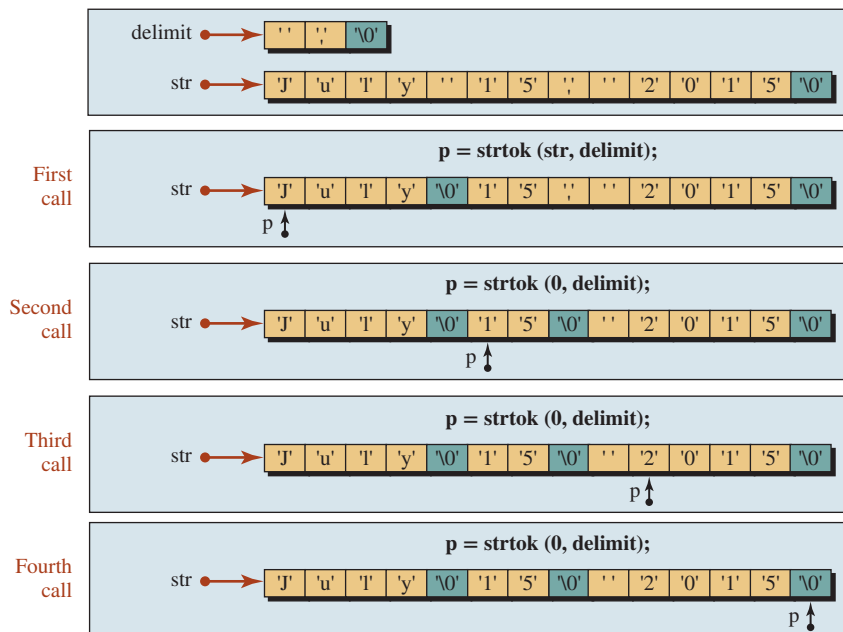 delimit ' ' ',' '\0'
str 'J' 'u' 'l' 'y' ' ' '1' '5' ',' ' ' '2' '0' '1' '5' '\0'
First call
p = strtok (str, delimit);
str 'J' 'u' 'l' 'y' '\0' '1' '5' ',' ' ' '2' '0' '1' '5' '\0'
p
Second call
p = strtok (0, delimit);
str 'J' 'u' 'l' 'y' '\0' '1' '5' '\0' ' ' '2' '0' '1' '5' '\0'
p
Third call
p = strtok (0, delimit);
str 'J' 'u' 'l' 'y' '\0' '1' '5' '\0' ' ' '2' '0' '1' '5' '\0'
p
Fourth call
p = strtok (0, delimit);
str 'J' 'u' 'l' 'y' '\0' '1' '5' '\0' ' ' '2' '0' '1' '5' '\0'
p